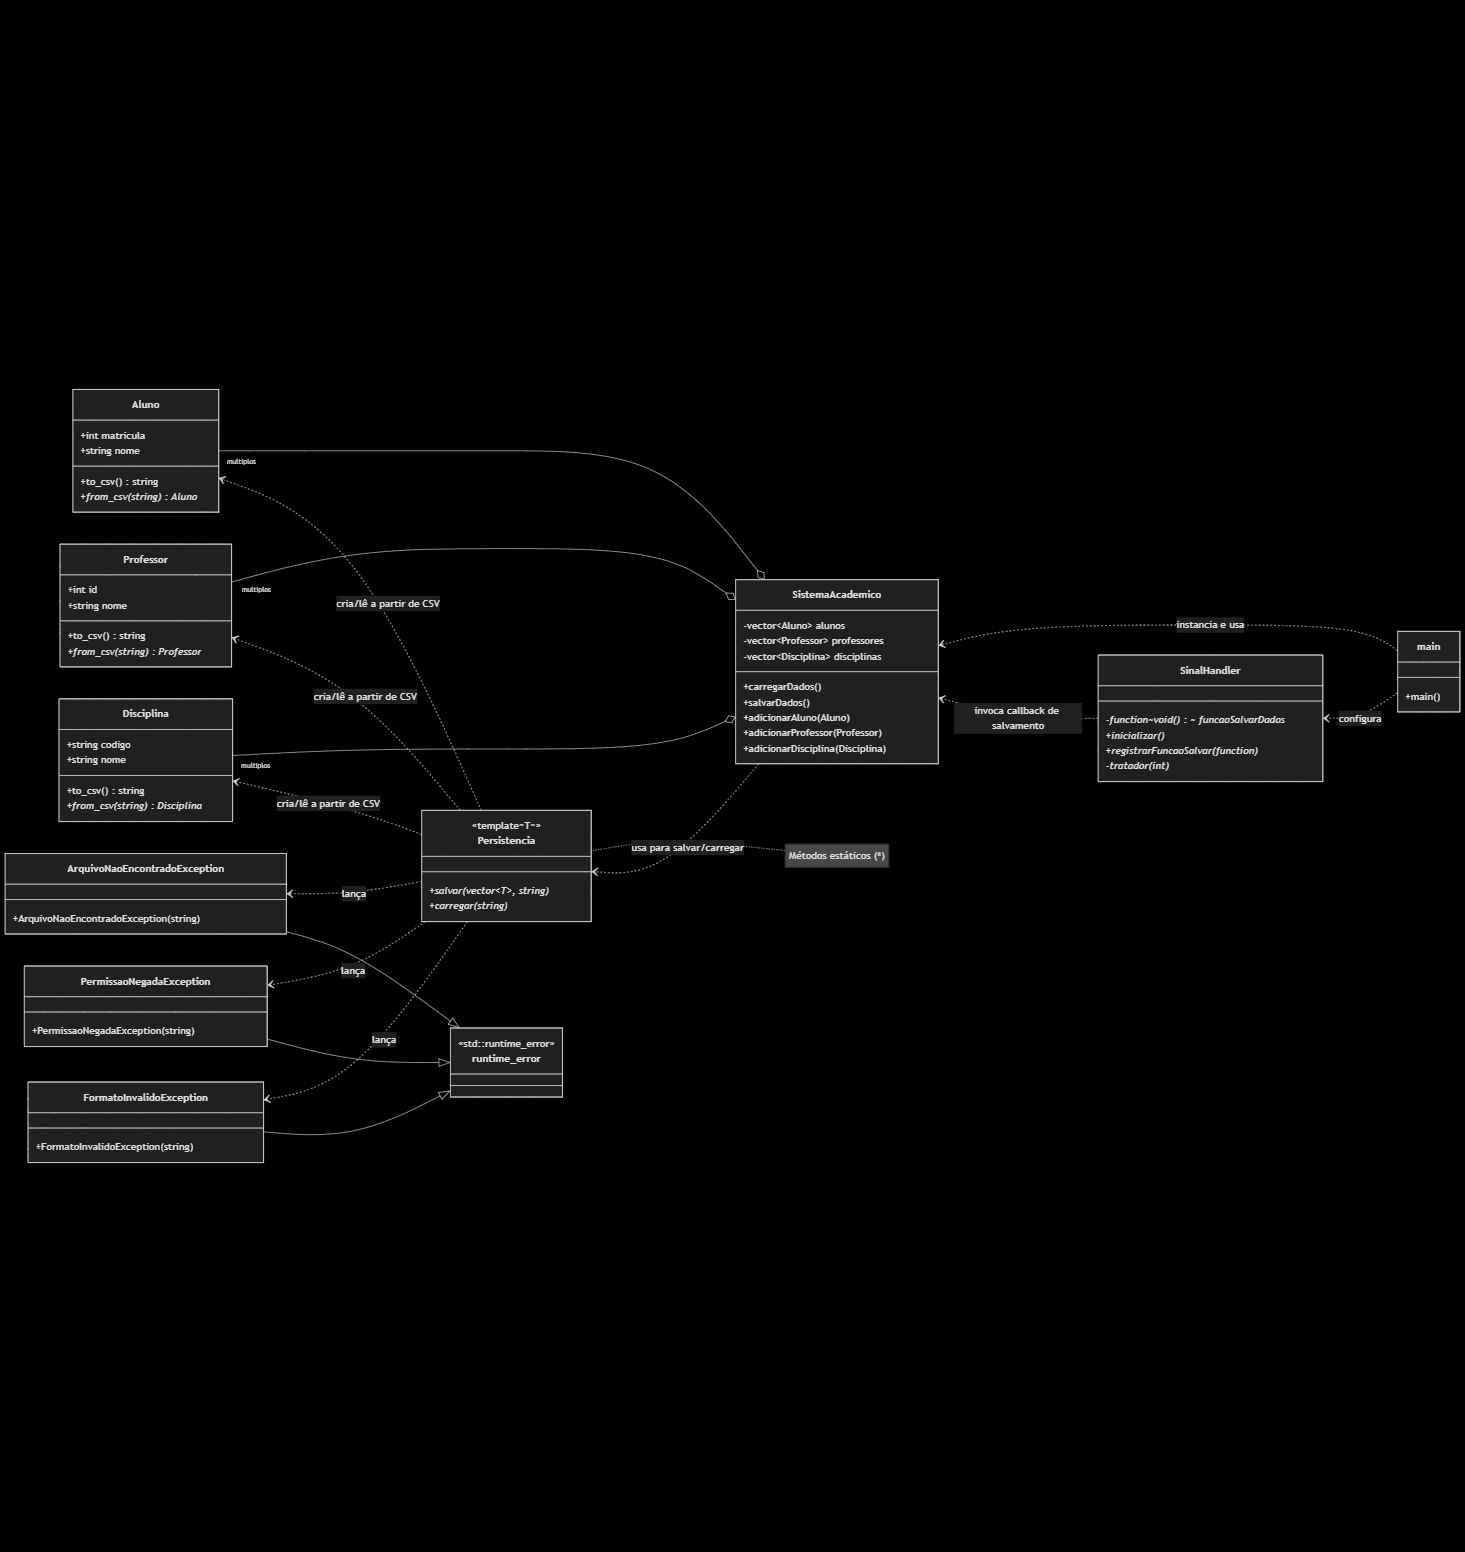 Aluno
+int matricula
+string nome
+to_csv() : string
+from_csv(string) : Aluno
multiplos
Professor
+int id
+string nome
+to_csv() : string
+from_csv(string) : Professor
multiplos
Disciplina
+string codigo
+string nome
+to_csv() : string
+from_csv(string) : Disciplina
multiplos
cria/lê a partir de CSV
cria/lê a partir de CSV
cria/lê a partir de CSV
ArquivoNaoEncontradoException
+ArquivoNaoEncontradoException(string)
PermissaoNegadaException
+PermissaoNegadaException(string)
FormatoInvalidoException
+FormatoInvalidoException(string)
lança
lança
lança
«template~T~»
Persistencia
+salvar(vector<T>, string)
+carregar(string)
«std::runtime_error»
runtime_error
usa para salvar/carregar
Métodos estáticos (*)
SistemaAcademico
-vector<Aluno> alunos
-vector<Professor> professores
-vector<Disciplina> disciplinas
+carregarDados()
+salvarDados()
+adicionarAluno(Aluno)
+adicionarProfessor(Professor)
+adicionarDisciplina(Disciplina)
instancia e usa
invoca callback de
salvamento
SinalHandler
-function~void() : ~ funcaoSalvarDados
+inicializar()
+registrarFuncaoSalvar(function)
-tratador(int)
configura
main
+main()